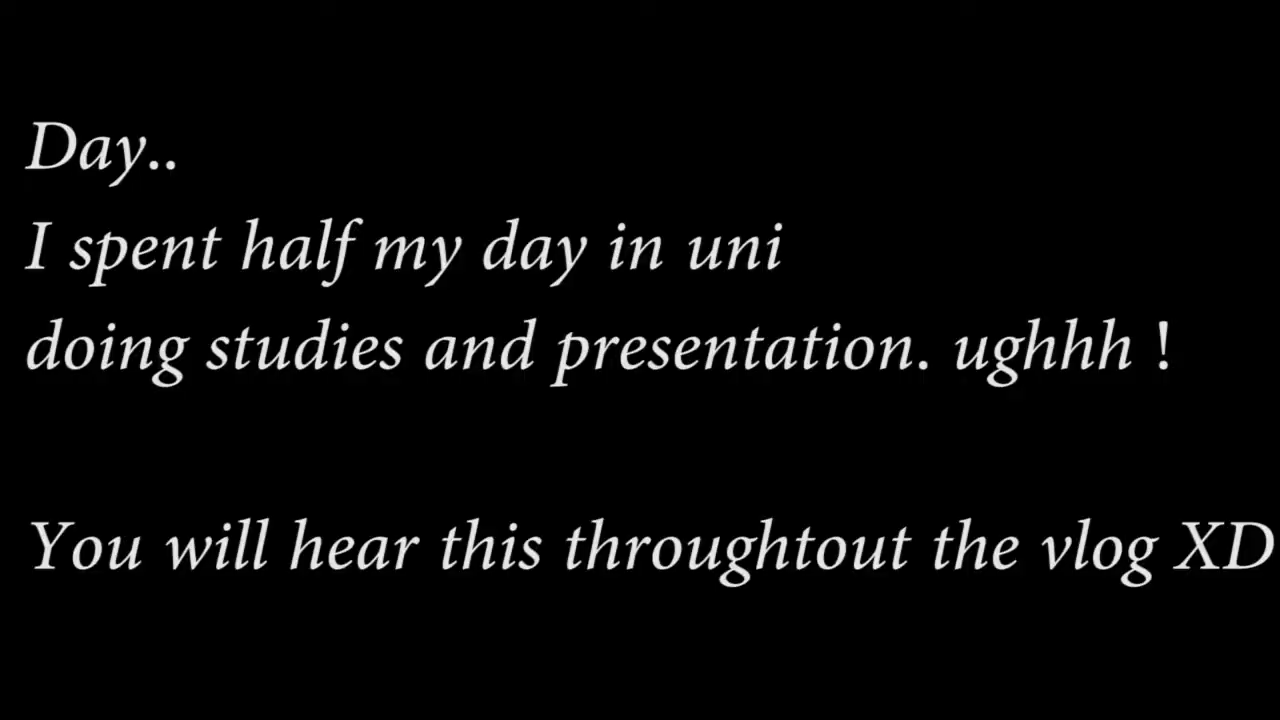 Day..
I spent half my day in uni
doing studies and presentation. ughhh !
You will hear this throughtout the vlog XD